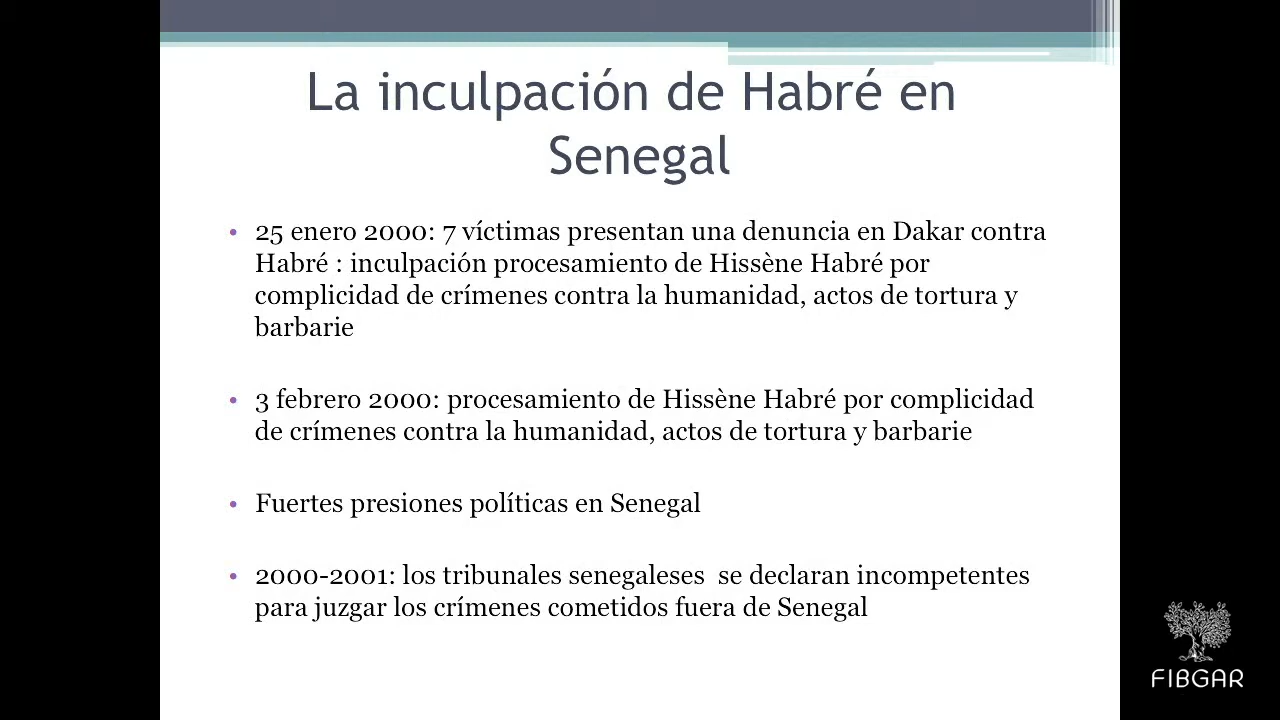 La inculpación de Habré en
Senegal
• 25 enero 2000: 7 víctimas presentan una denuncia en Dakar contra
Habré : inculpación procesamiento de Hissène Habré por
complicidad de crímenes contra la humanidad, actos de tortura y
barbarie
• 3 febrero 2000: procesamiento de Hissène Habré por complicidad
de crímenes contra la humanidad, actos de tortura y barbarie
• Fuertes presiones políticas en Senegal
• 2000-2001: los tribunales senegaleses  se declaran incompetentes
para juzgar los crímenes cometidos fuera de Senegal
FIBGAR